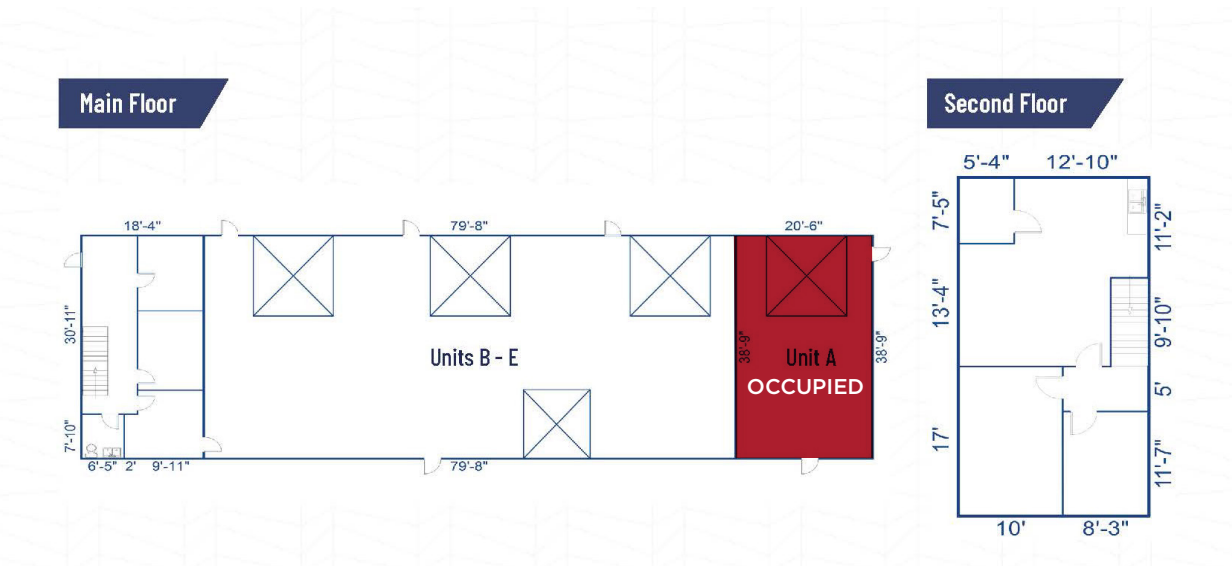 Main Floor
18'-4"
79'-8"
20'-6"
30'-11"
7'-10"
Units B - E
38'-9"
Unit A
OCCUPIED
38'-9"
6'-5" 2' 9'-11"
79'-8"
Second Floor
5'-4" 12'-10"
7'-5"
11'-2"
13'-4"
9'-10"
5'
17'
11'-7"
10' 8'-3"